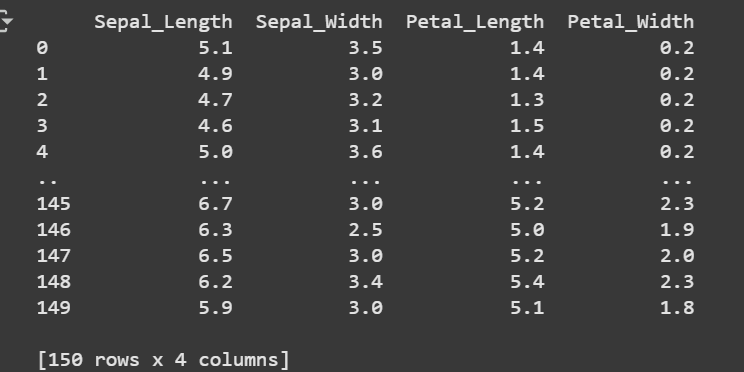 Sepal_Length Sepal_Width Petal_Length Petal_Width
0 5.1 3.5 1.4 0.2
1 4.9 3.0 1.4 0.2
2 4.7 3.2 1.3 0.2
3 4.6 3.1 1.5 0.2
4 5.0 3.6 1.4 0.2
.. ... ... ... ...
145 6.7 3.0 5.2 2.3
146 6.3 2.5 5.0 1.9
147 6.5 3.0 5.2 2.0
148 6.2 3.4 5.4 2.3
149 5.9 3.0 5.1 1.8
[150 rows x 4 columns]